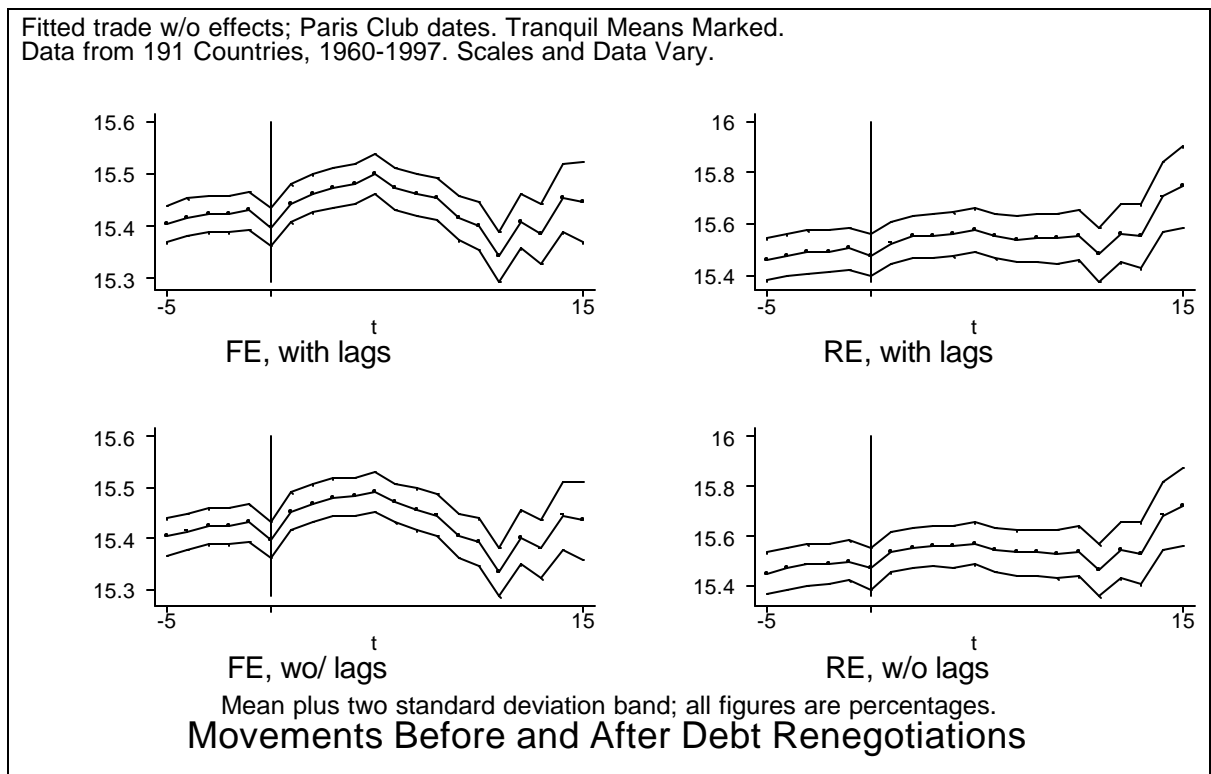 Fitted trade w/o effects; Paris Club dates. Tranquil Means Marked.
Data from 191 Countries, 1960-1997. Scales and Data Vary.
15.6
15.5
15.4
15.3
-5
15
t
FE, with lags
16
15.8
15.6
15.4
-5
15
t
RE, with lags
15.6
15.5
15.4
15.3
-5
15
t
FE, wo/ lags
16
15.8
15.6
15.4
-5
15
t
RE, w/o lags
Mean plus two standard deviation band; all figures are percentages.
Movements Before and After Debt Renegotiations